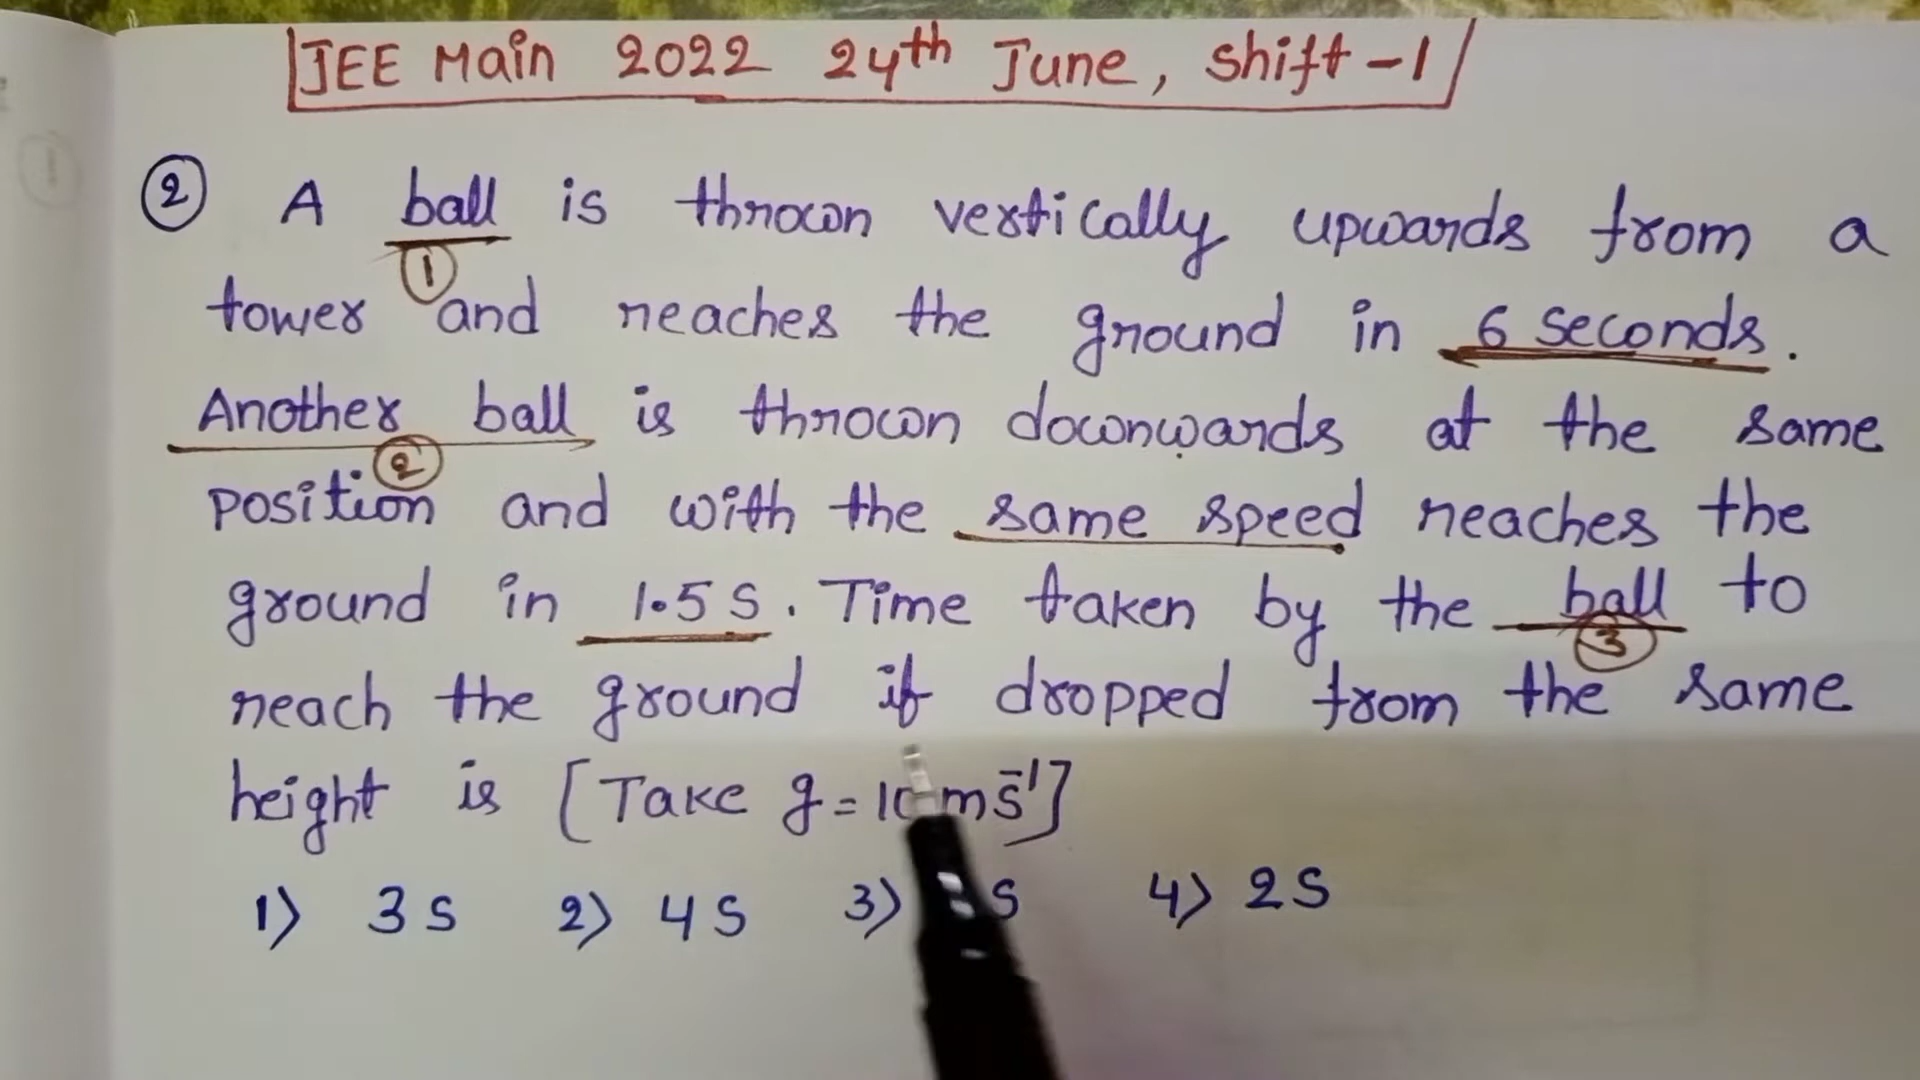 JEE Main 2022 24th June, shift-1
② A ball is thrown vertically upwards from a
①
tower and reaches the ground in 6 seconds.
Another ball is thrown downwards at the same
②
position and with the same speed reaches the
ground in 1.5 s. Time taken by the ball to
③
reach the ground if dropped from the same
height is [Take g = 10 ms⁻¹]
1) 3 s 2) 4 s 3) s 4) 2 s